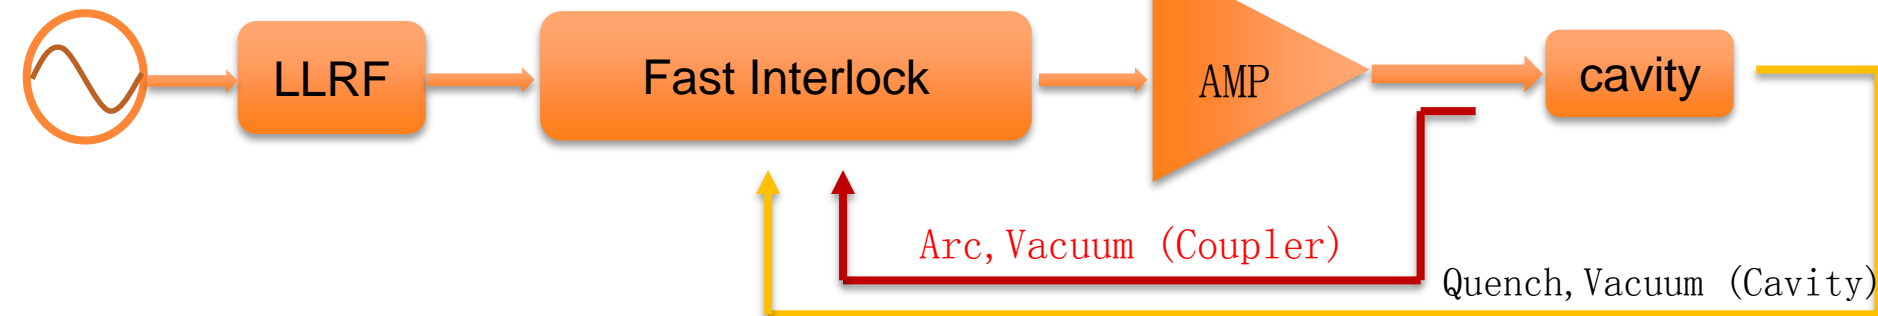 LLRF
Fast Interlock
AMP
cavity
Arc, Vacuum (Coupler)
Quench, Vacuum (Cavity)